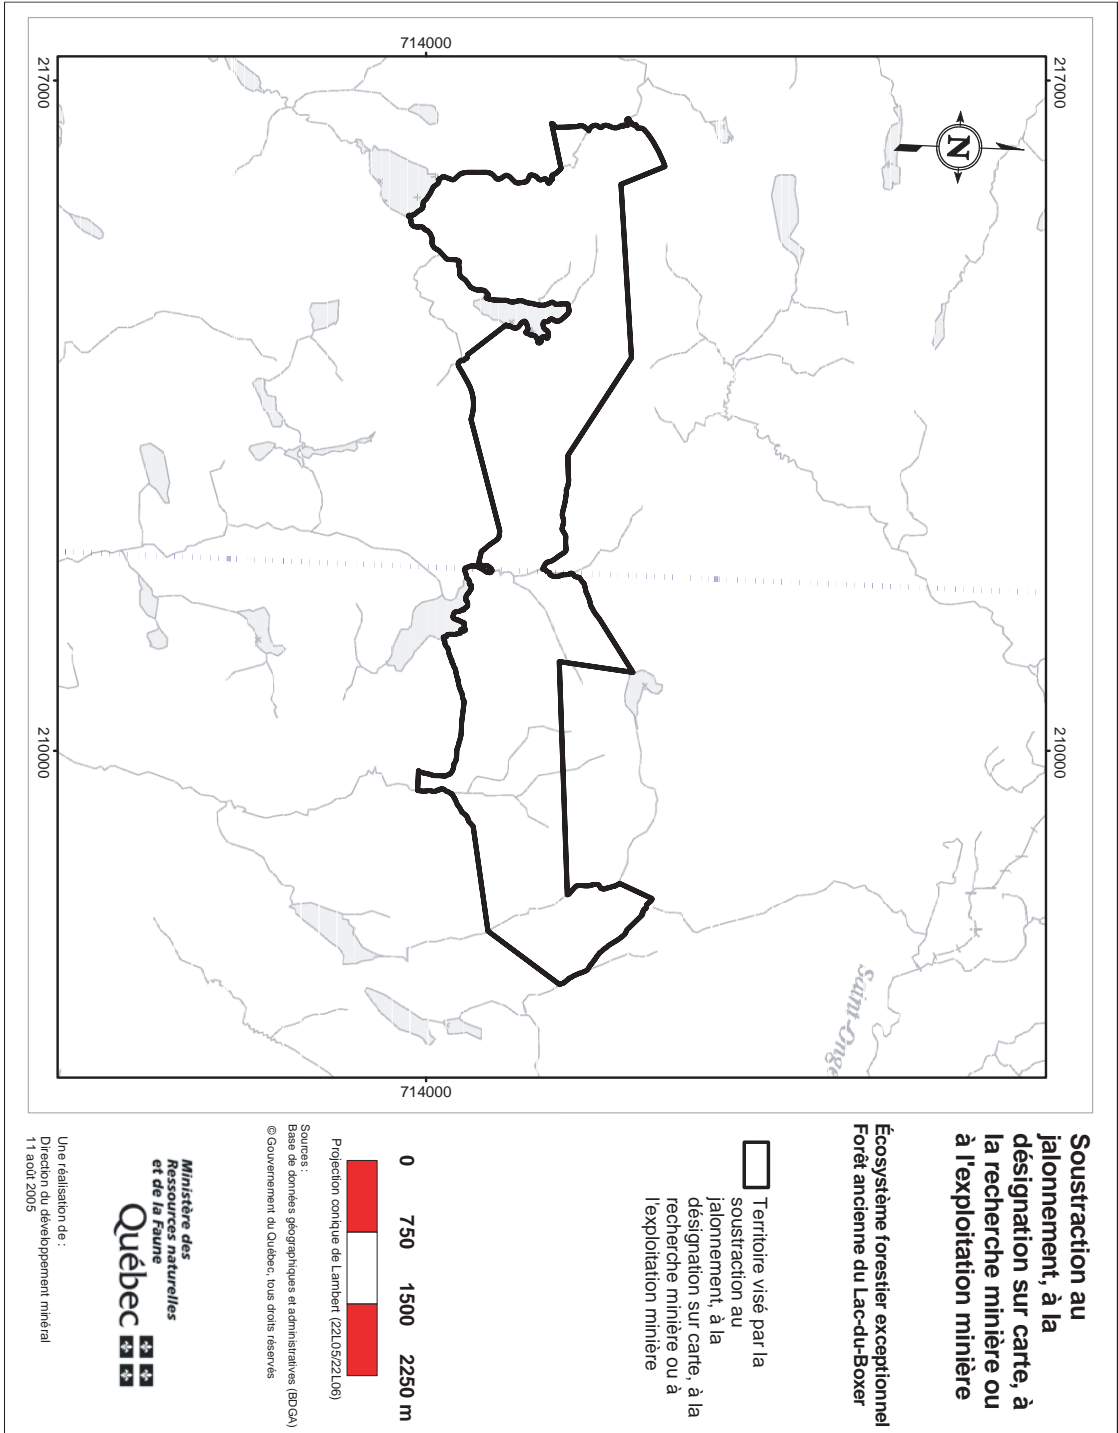 217000
210000
714000
714000
217000
210000
N
Saint-Onge
Soustraction au
jalonnement, à la
désignation sur carte, à
la recherche minière ou
à l'exploitation minière
Écosystème forestier exceptionnel
Forêt ancienne du Lac-du-Boxer
Territoire visé par la
soustraction au
jalonnement, à la
désignation sur carte, à la
recherche minière ou à
l'exploitation minière
0 750 1500 2250 m
Projection conique de Lambert (22L05/22L06)
Sources :
Base de données géographiques et administratives (BDGA)
© Gouvernement du Québec, tous droits réservés
Ministère des
Ressources naturelles
et de la Faune
Québec
Une réalisation de :
Direction du développement minéral
11 août 2005